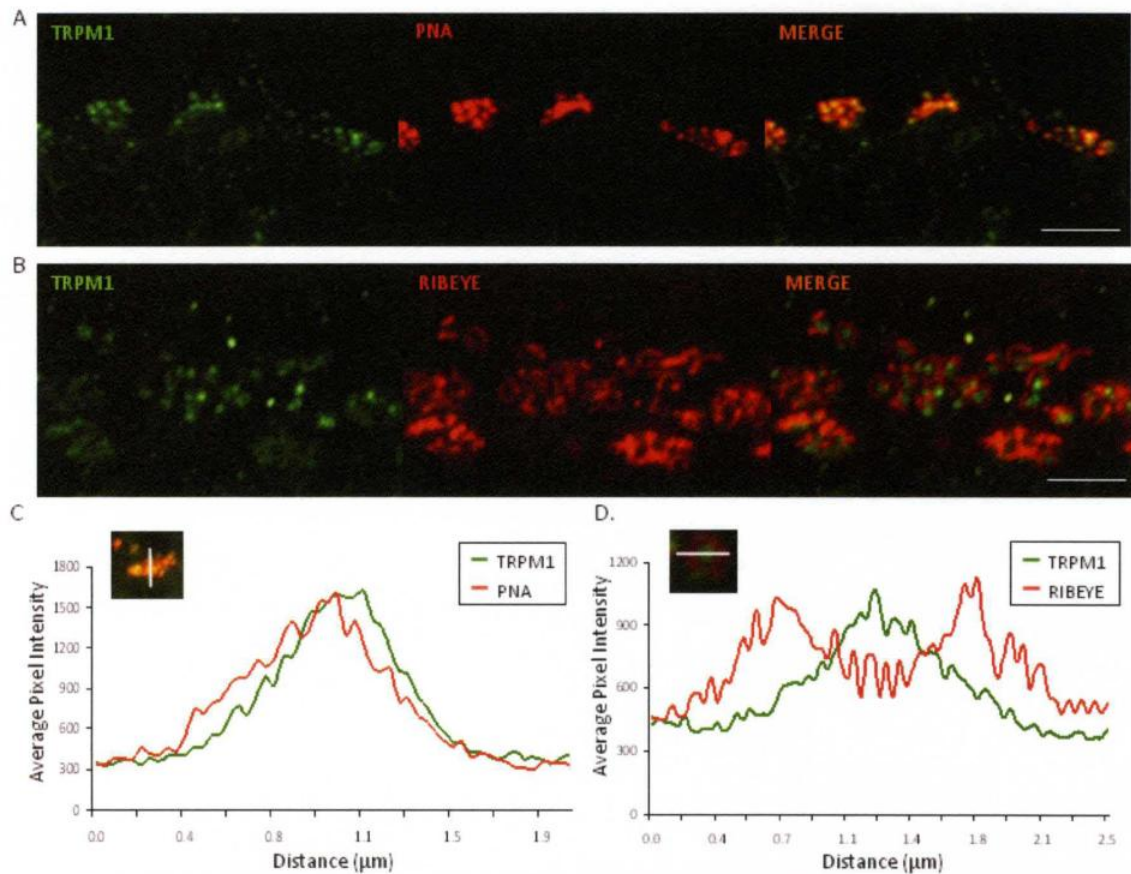 A
TRPM1 PNA MERGE
B
TRPM1 RIBEYE MERGE
C
TRPM1
PNA
Average Pixel Intensity
1800
1500
1200
900
600
300
0
0.0 0.4 0.8 1.1 1.5 1.9
Distance (µm)
D.
TRPM1
RIBEYE
Average Pixel Intensity
1200
900
600
300
0
0.0 0.4 0.7 1.1 1.4 1.8 2.1 2.5
Distance (µm)